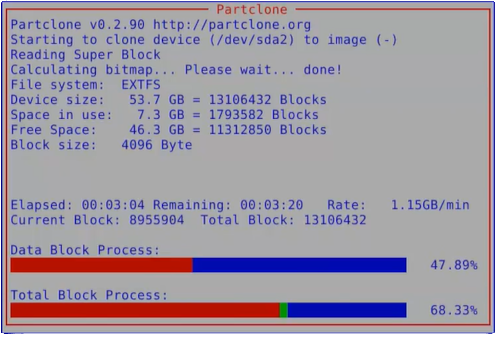 Partclone
Partclone v0.2.90 http://partclone.org
Starting to clone device (/dev/sda2) to image (-)
Reading Super Block
Calculating bitmap... Please wait... done!
File system: EXTFS
Device size: 53.7 GB = 13106432 Blocks
Space in use: 7.3 GB = 1793582 Blocks
Free Space: 46.3 GB = 11312850 Blocks
Block size: 4096 Byte
Elapsed: 00:03:04 Remaining: 00:03:20 Rate: 1.15GB/min
Current Block: 8955904 Total Block: 13106432
Data Block Process:
47.89%
Total Block Process:
68.33%